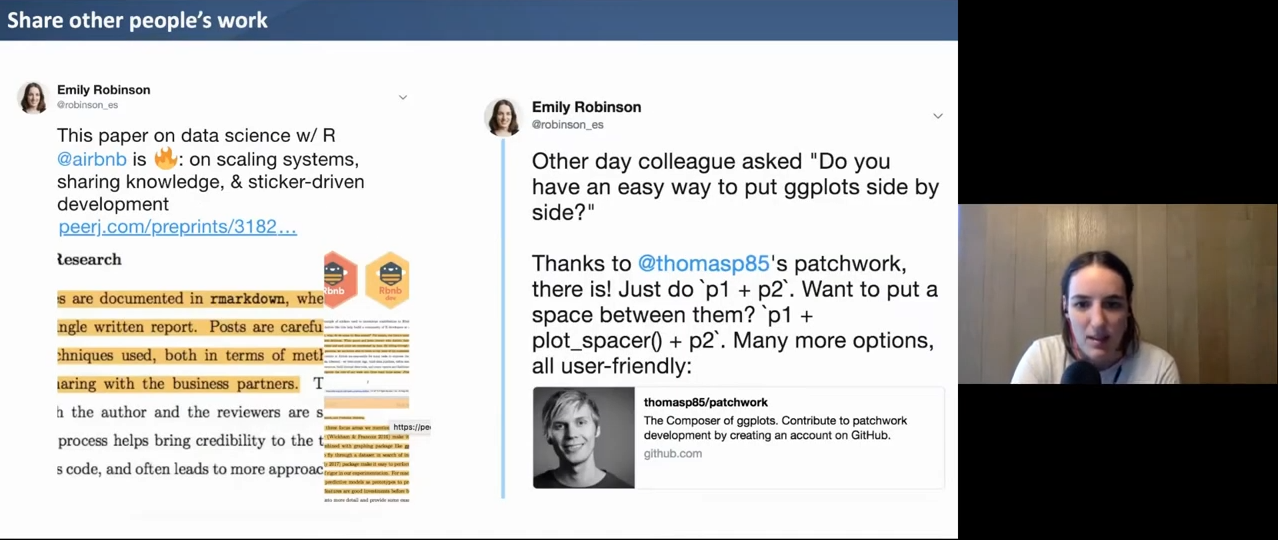 Share other people's work
Emily Robinson
@robinson_es
This paper on data science w/ R
@airbnb is 🔥: on scaling systems,
sharing knowledge, & sticker-driven
development
peerj.com/preprints/3182…
Research
es are documented in rmarkdown, whe
ngle written report. Posts are carefu
chniques used, both in terms of meth
haring with the business partners. T
h the author and the reviewers are s
process helps bring credibility to the t
s code, and often leads to more approac
Rbnb
Rbnb
dev
https://pee
Emily Robinson
@robinson_es
Other day colleague asked "Do you
have an easy way to put ggplots side by
side?"
Thanks to @thomasp85's patchwork,
there is! Just do `p1 + p2`. Want to put a
space between them? `p1 +
plot_spacer() + p2`. Many more options,
all user-friendly:
thomasp85/patchwork
The Composer of ggplots. Contribute to patchwork
development by creating an account on GitHub.
github.com